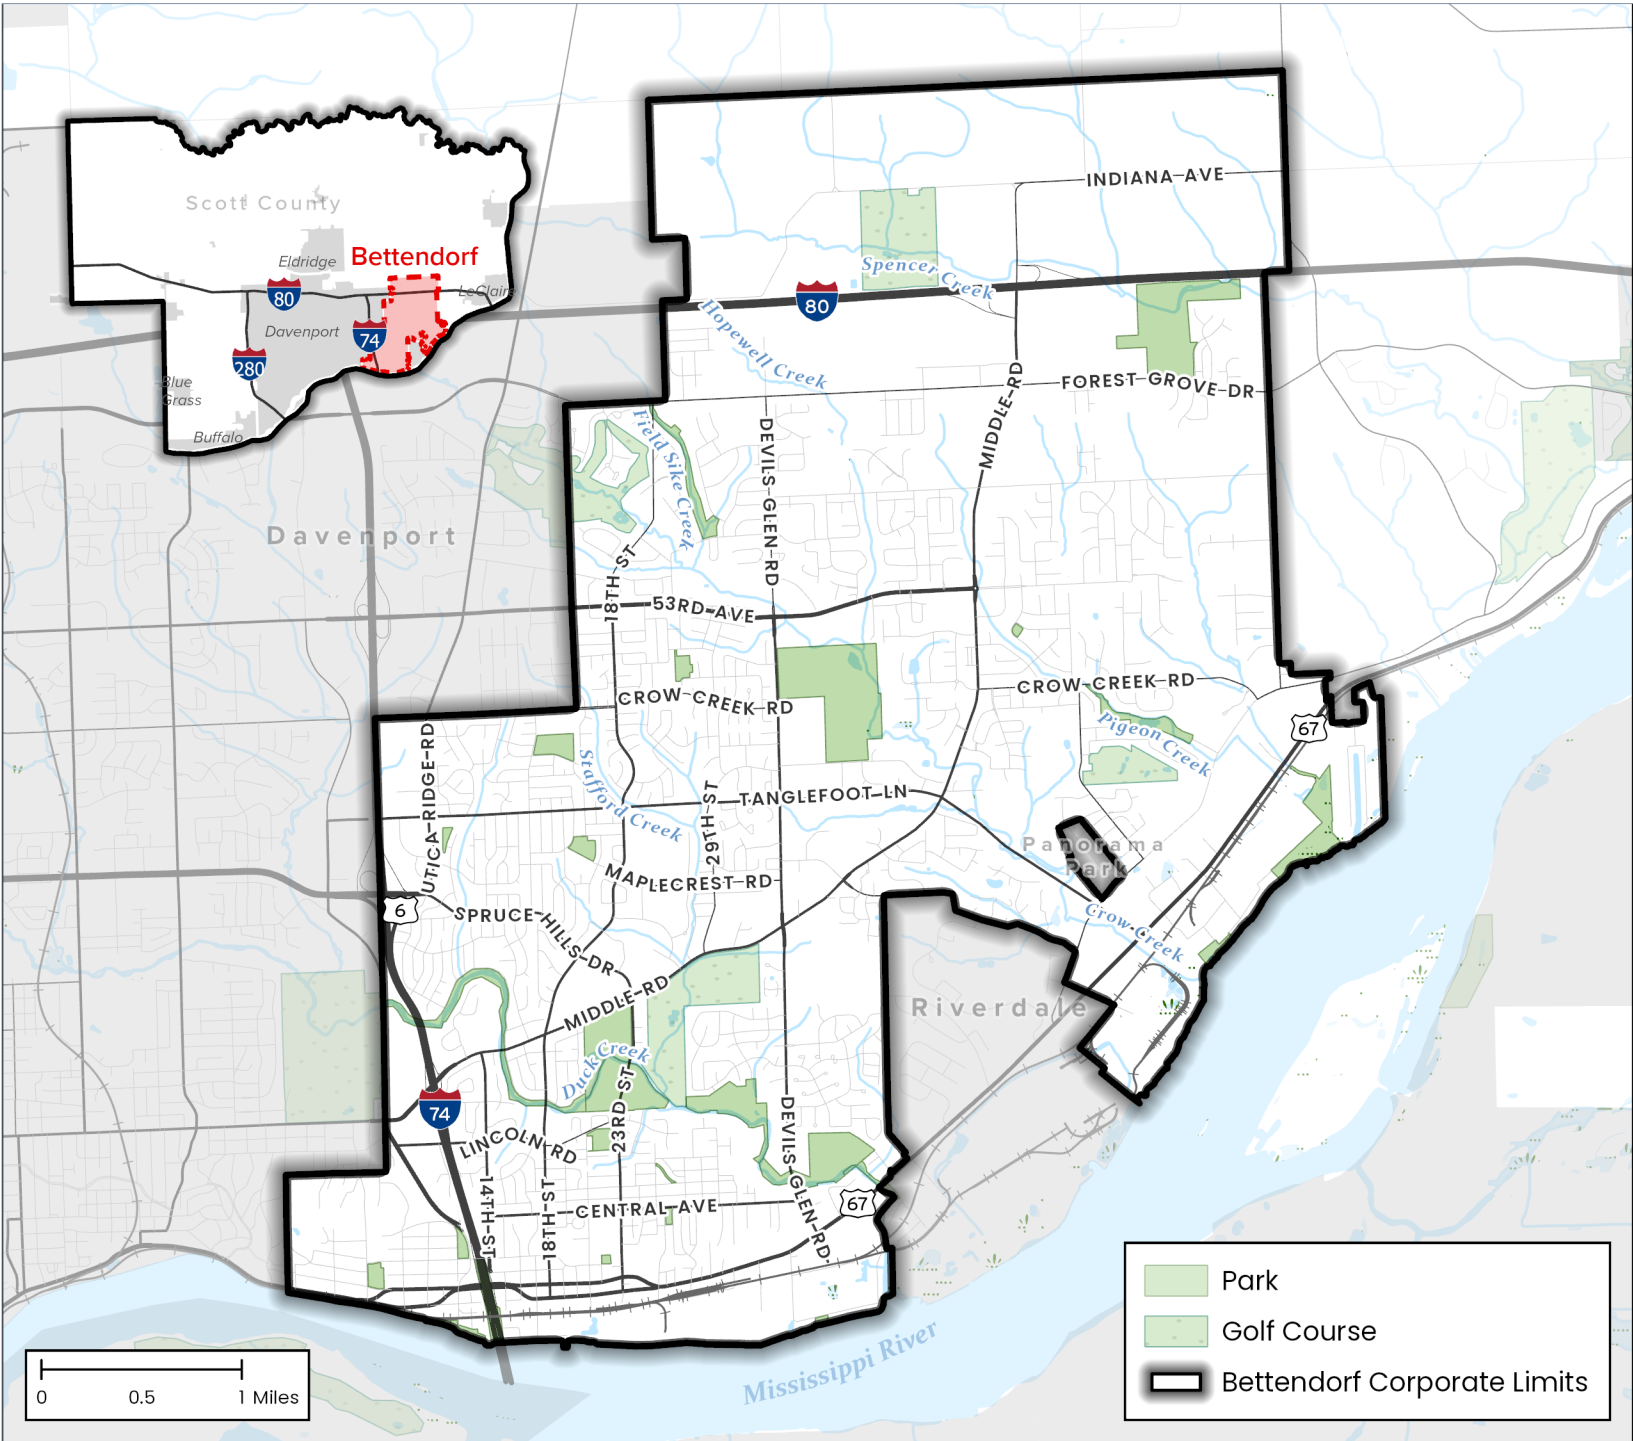 Scott County
Eldridge
Bettendorf
80
LeClaire
Davenport
74
280
Blue
Grass
Buffalo
INDIANA AVE
Spencer Creek
80
Hopewell Creek
FOREST GROVE DR
MIDDLE RD
Field Sike Creek
DEVILS GLEN RD
Davenport
18TH ST
53RD AVE
CROW CREEK RD
CROW CREEK RD
Pigeon Creek
67
UTICA RIDGE RD
Stafford Creek
29TH ST
TANGLEFOOT LN
Panorama
Park
MAPLECREST RD
6
SPRUCE HILLS DR
Crow Creek
MIDDLE RD
Riverdale
Duck Creek
74
23RD ST
DEVILS GLEN RD
LINCOLN RD
14TH ST
18TH ST
CENTRAL AVE
67
Mississippi River
0 0.5 1 Miles
Park
Golf Course
Bettendorf Corporate Limits